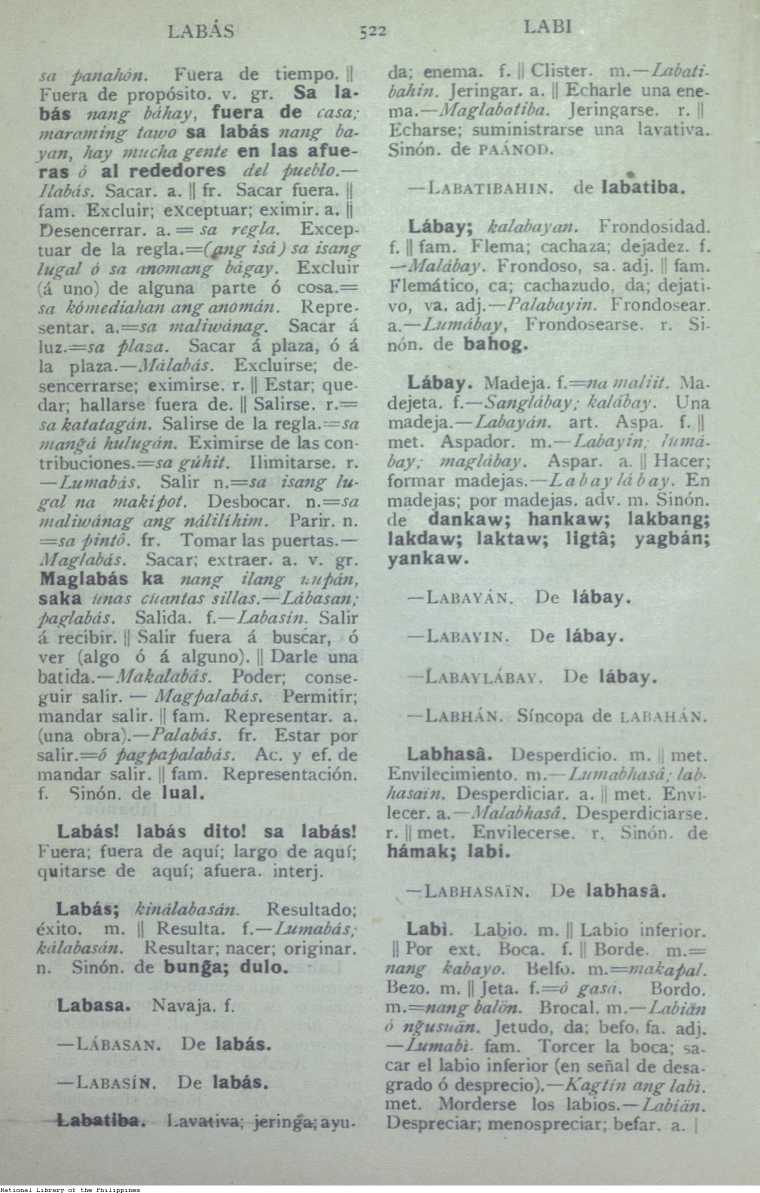 LABÁS
522
LABI
sa panahón. Fuera de tiempo. ||
Fuera de propósito. v. gr. Sa la-
bás nang báhay, fuera de casa;
maraming tawo sa labás nang ba-
yan, hay mucha gente en las afue-
ras ó al rededores del pueblo.—
Ilabás. Sacar. a. || fr. Sacar fuera. ||
fam. Excluir; exceptuar; eximir. a. ||
Desencerrar. a. = sa regla. Excep-
tuar de la regla.=(ang isá) sa isang
lugal ó sa anomang bágay. Excluir
(á uno) de alguna parte ó cosa.=
sa kómediahan ang anomán. Repre-
sentar. a.=sa maliwánag. Sacar á
luz.=sa plasa. Sacar á plaza, ó á
la plaza.—Málabás. Excluirse; de-
sencerrarse; eximirse. r. || Estar; que-
dar; hallarse fuera de. || Salirse. r.=
sa katatagán. Salirse de la regla.=sa
mang̃á hulugán. Eximirse de las con-
tribuciones.=sa gúhit. Ilimitarse. r.
—Lumabás. Salir n.=sa isang lu-
gal na makipot. Desbocar. n.=sa
maliwánag ang nálilihim. Parir. n.
=sa pintô. fr. Tomar las puertas.—
Maglabás. Sacar; extraer. a. v. gr.
Maglabás ka nang ilang uupán,
saka unas cuantas sillas.—Lábasan;
paglabás. Salida. f.—Labasín. Salir
á recibir. || Salir fuera á buscar, ó
ver (algo ó á alguno). || Darle una
batida.—Makalabás. Poder; conse-
guir salir. — Magpalabás. Permitir;
mandar salir. || fam. Representar. a.
(una obra).—Palabás. fr. Estar por
salir.=ó pagpapalabás. Ac. y ef. de
mandar salir. || fam. Representación.
f. Sinón. de lual.
Labás! labás dito! sa labás!
Fuera; fuera de aquí; largo de aquí;
quitarse de aquí; afuera. interj.
Labás; kinálabasán. Resultado;
éxito. m. || Resulta. f.—Lumabás;
kálabasán. Resultar; nacer; originar.
n. Sinón. de bung̃a; dulo.
Labasa. Navaja. f.
—LÁBASAN. De labás.
—LABASÍN. De labás.
Labatiba. Lavativa; jeringa; ayu-
da; enema. f. || Clister. m.—Labati-
bahin. Jeringar. a. || Echarle una ene-
ma.—Maglabatiba. Jeringarse. r. ||
Echarse; suministrarse una lavativa.
Sinón. de PAÁNOD.
—LABATIBAHIN. de labatiba.
Lábay; kalabayan. Frondosidad.
f. || fam. Flema; cachaza; dejadez. f.
—Malábay. Frondoso, sa. adj. || fam.
Flemático, ca; cachazudo, da; dejati-
vo, va. adj.—Palabayin. Frondosear.
a.—Lumábay, Frondosearse. r. Si-
nón. de bahog.
Lábay. Madeja. f.=na maliit. Ma-
dejeta. f.—Sanglábay; kalábay. Una
madeja.—Labayán. art. Aspa. f. ||
met. Aspador. m.—Labayin; lumá-
bay; maglábay. Aspar. a. || Hacer;
formar madejas.—Labaylábay. En
madejas; por madejas. adv. m. Sinón.
de dankaw; hankaw; lakbang;
lakdaw; laktaw; ligtâ; yagbán;
yankaw.
—LABAYÁN. De lábay.
—LABAYIN. De lábay.
—LABAYLÁBAY. De lábay.
—LABHÁN. Síncopa de LABAHÁN.
Labhasâ. Desperdicio. m. || met.
Envilecimiento. m.—Lumabhasâ; lab-
hasain. Desperdiciar. a. || met. Envi-
lecer. a.—Malabhasâ. Desperdiciarse.
r. || met. Envilecerse. r. Sinón. de
hámak; labi.
—LABHASAÏN. De labhasâ.
Labì. Labio. m. || Labio inferior.
|| Por ext. Boca. f. || Borde. m.=
nang kabayo. Belfo. m.=makapal.
Bezo. m. || Jeta. f.=ó gasá. Bordo.
m.=nang balón. Brocal. m.—Labiän
ó ng̃usuän. Jetudo, da; befo, fa. adj.
—Lumabì. fam. Torcer la boca; sa-
car el labio inferior (en señal de desa-
grado ó desprecio).—Kagtín ang labì.
met. Morderse los labios.—Labiän.
Despreciar; menospreciar; befar. a. |
National Library of the Philippines